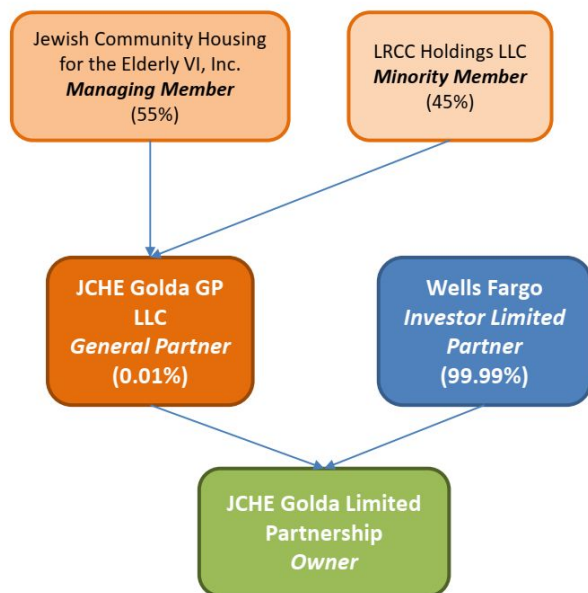 Jewish Community Housing
for the Elderly VI, Inc.
Managing Member
(55%)
LRCC Holdings LLC
Minority Member
(45%)
JCHE Golda GP
LLC
General Partner
(0.01%)
Wells Fargo
Investor Limited
Partner
(99.99%)
JCHE Golda Limited
Partnership
Owner